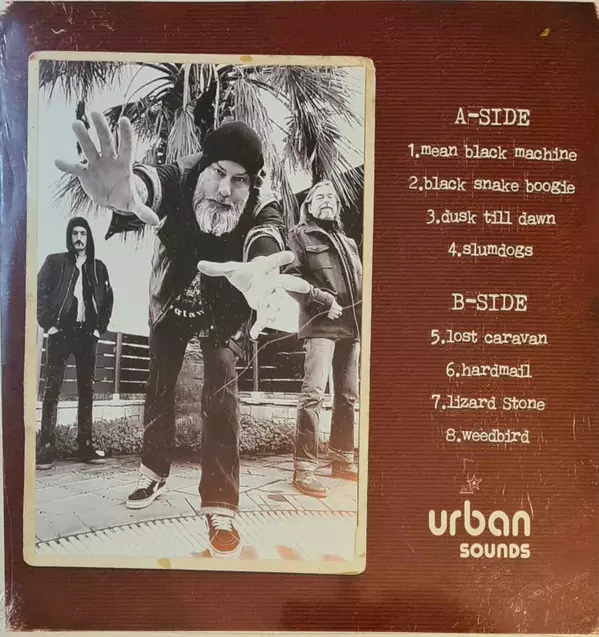 A-SIDE
1.mean black machine
2.black snake boogie
3.dusk till dawn
4.slumdogs
B-SIDE
5.lost caravan
6.hardmail
7.lizard Stone
8.weedbird
urban
SOUNDS